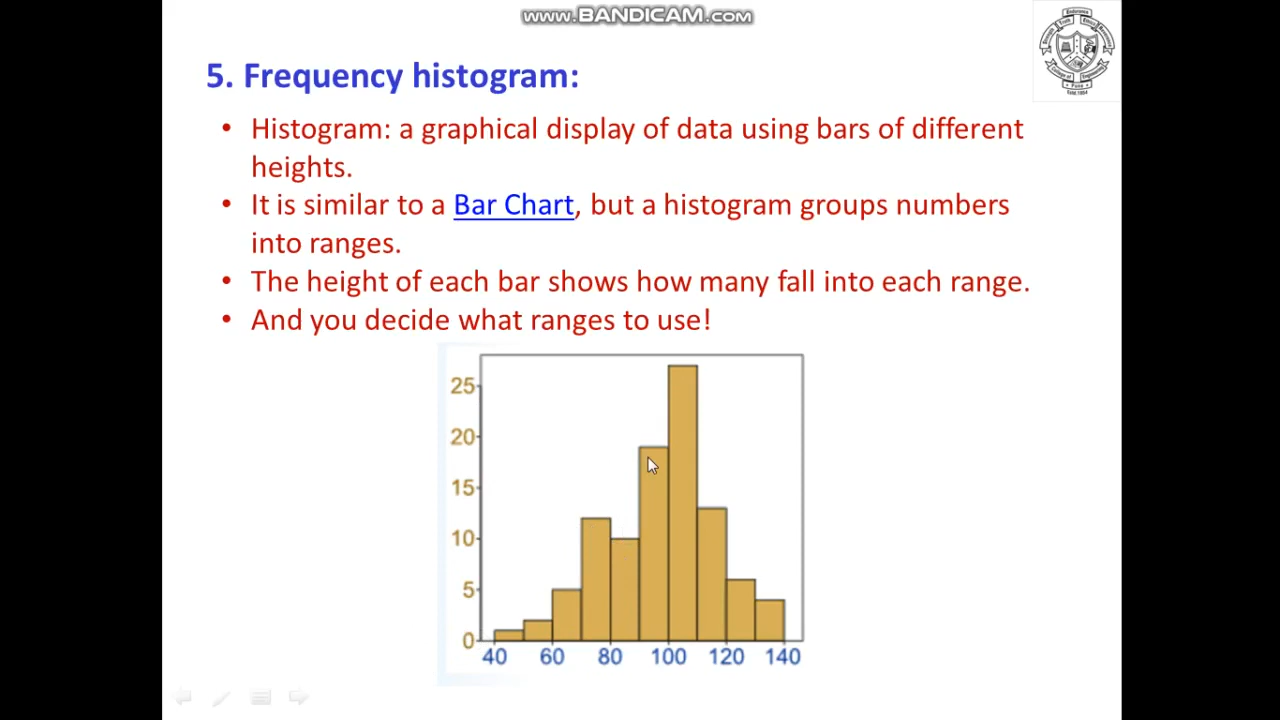 www.BANDICAM.com
5. Frequency histogram:
• Histogram: a graphical display of data using bars of different
heights.
• It is similar to a Bar Chart, but a histogram groups numbers
into ranges.
• The height of each bar shows how many fall into each range.
• And you decide what ranges to use!
25
20
15
10
5
0
40 60 80 100 120 140